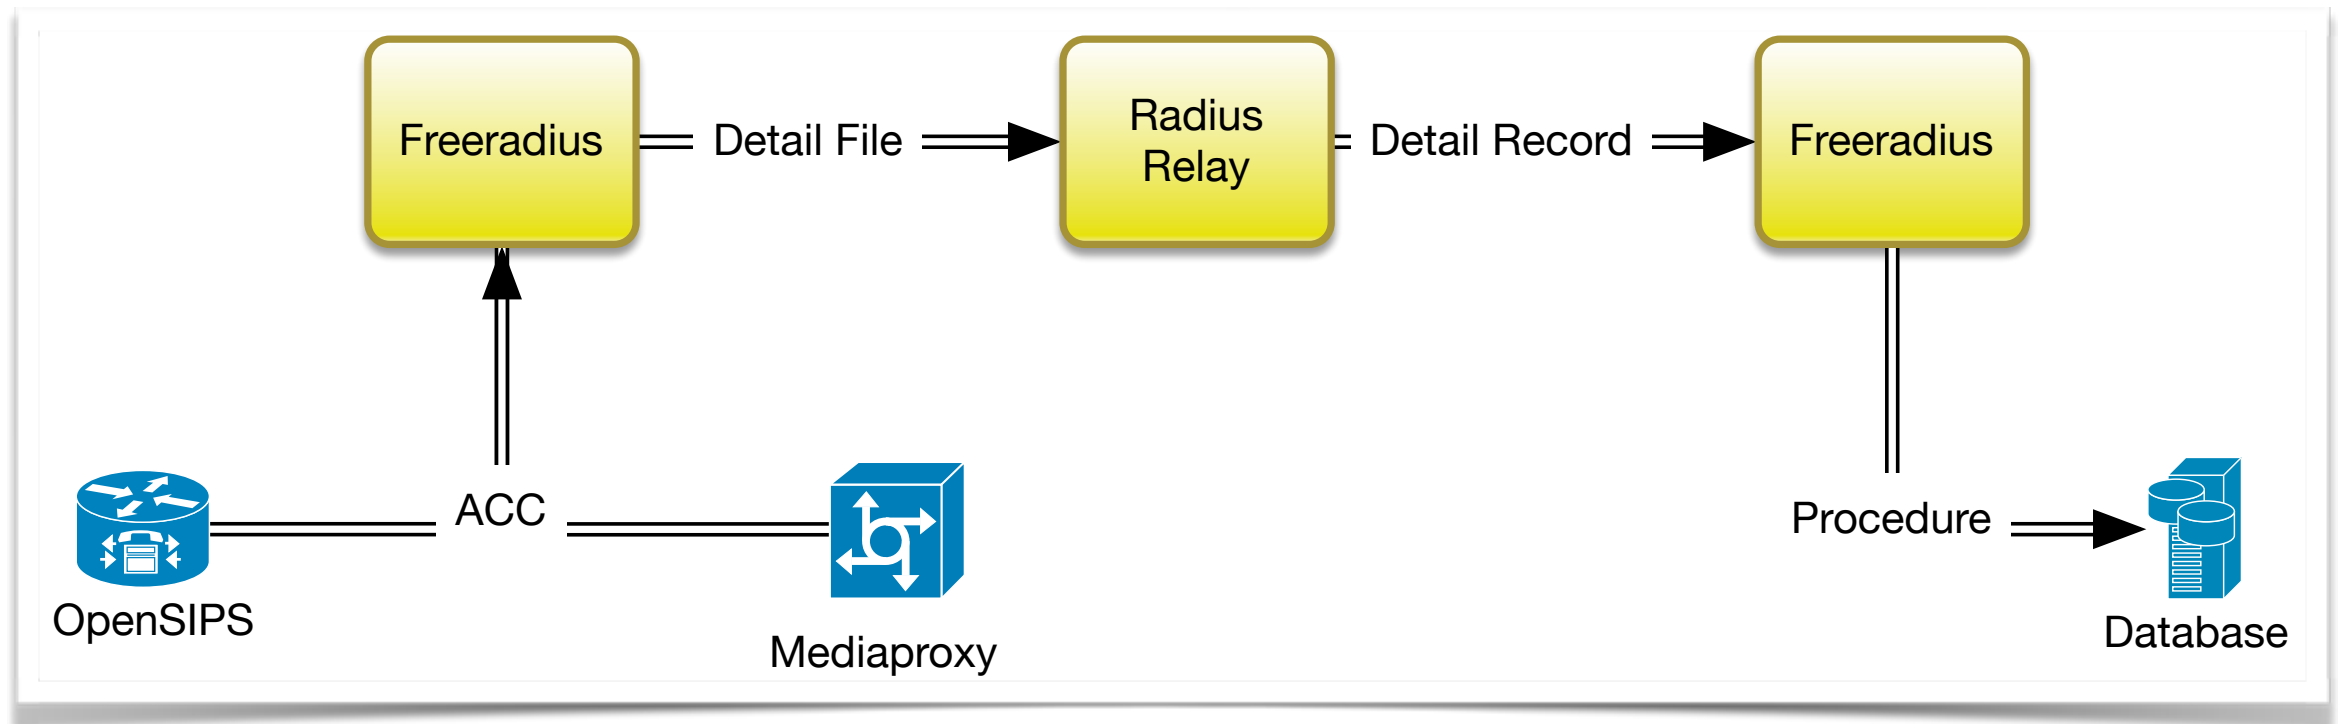 Freeradius
Detail File
Radius
Relay
Detail Record
Freeradius
ACC
Procedure
OpenSIPS
Mediaproxy
Database